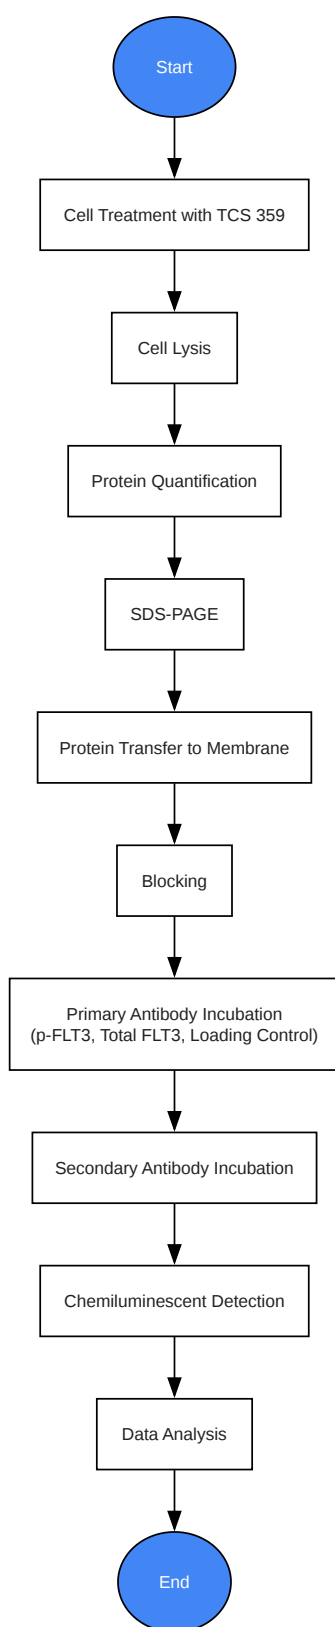 Start
Cell Treatment with TCS 359
Cell Lysis
Protein Quantification
SDS-PAGE
Protein Transfer to Membrane
Blocking
Primary Antibody Incubation
(p-FLT3, Total FLT3, Loading Control)
Secondary Antibody Incubation
Chemiluminescent Detection
Data Analysis
End